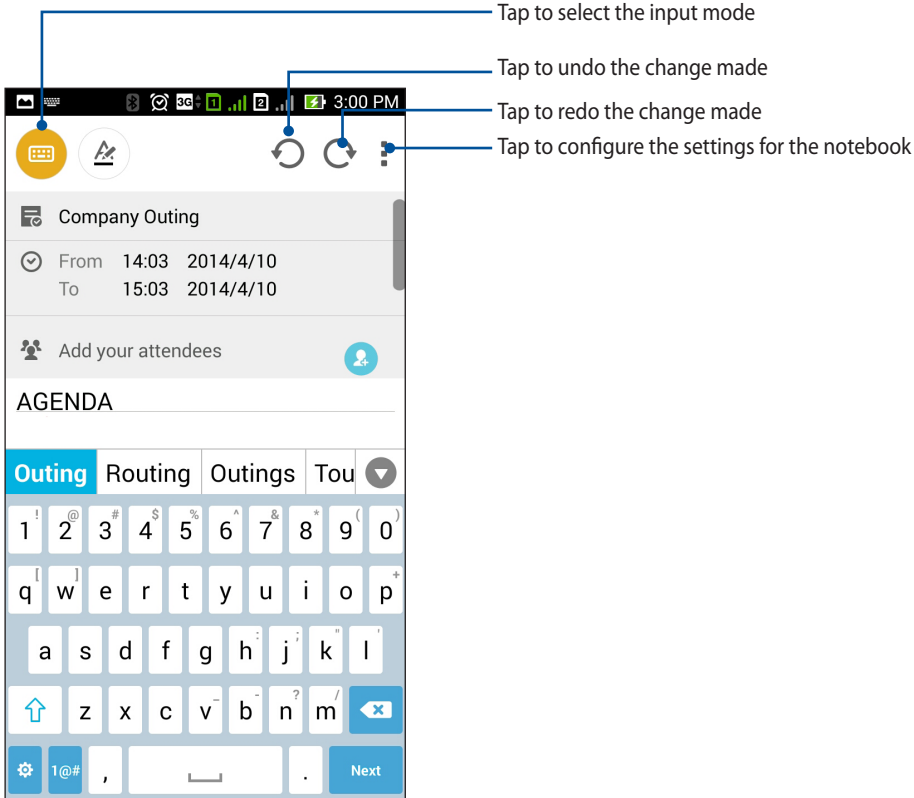 Tap to select the input mode
Tap to undo the change made
3G 1 2 3:00 PM
Tap to redo the change made
Tap to configure the settings for the notebook
Company Outing
From 14:03 2014/4/10
To 15:03 2014/4/10
Add your attendees
AGENDA
Outing Routing Outings Tou
! @ # $ % ^ & * ( )
1 2 3 4 5 6 7 8 9 0
[ ] +
q w e r t y u i o p
: ; " '
a s d f g h j k l
_ - ? /
z x c v b n m
1@# , . Next